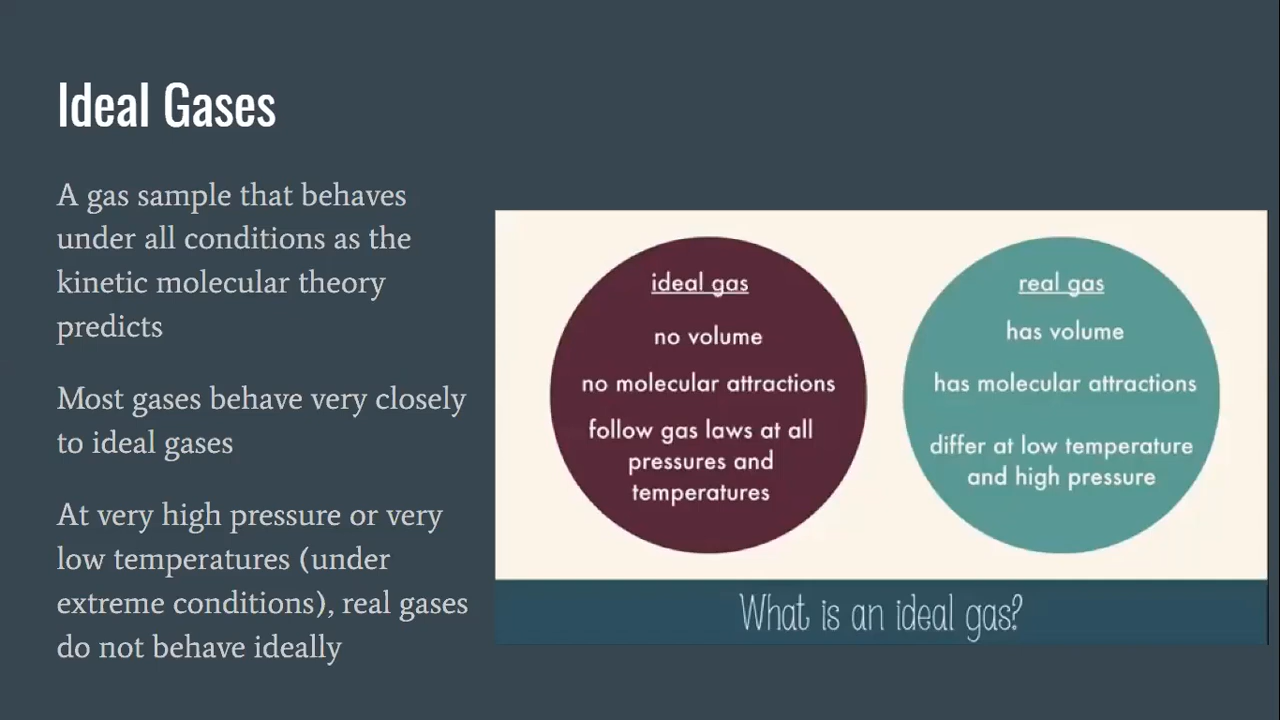 Ideal Gases
A gas sample that behaves
under all conditions as the
kinetic molecular theory
predicts
Most gases behave very closely
to ideal gases
At very high pressure or very
low temperatures (under
extreme conditions), real gases
do not behave ideally
ideal gas
no volume
no molecular attractions
follow gas laws at all
pressures and
temperatures
real gas
has volume
has molecular attractions
differ at low temperature
and high pressure
What is an ideal gas?